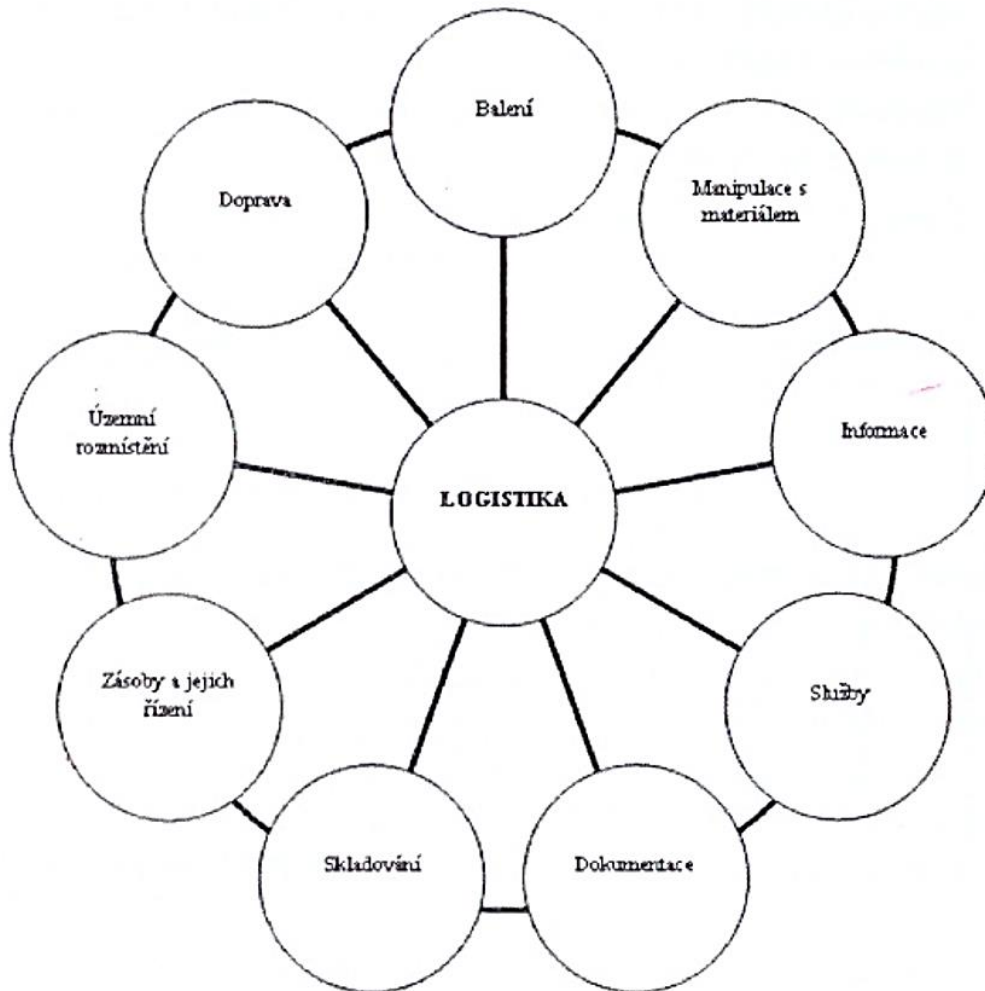 Balení
Doprava
Manipulace s
materiálem
Územní
rozmístění
Informace
LOGISTIKA
Zásoby a jejich
řízení
Služby
Skladování
Dokumentace